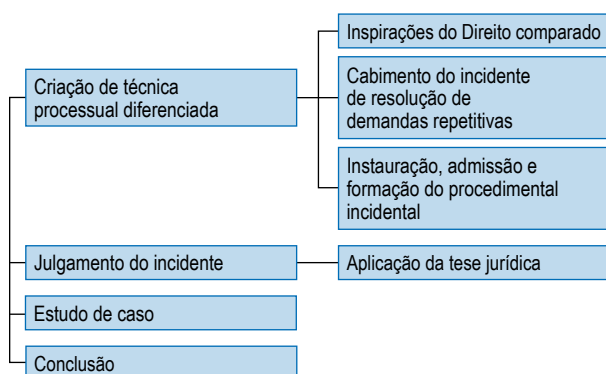 Criação de técnica
processual diferenciada
Inspirações do Direito comparado
Cabimento do incidente
de resolução de
demandas repetitivas
Instauração, admissão e
formação do procedimental
incidental
Julgamento do incidente
Aplicação da tese jurídica
Estudo de caso
Conclusão